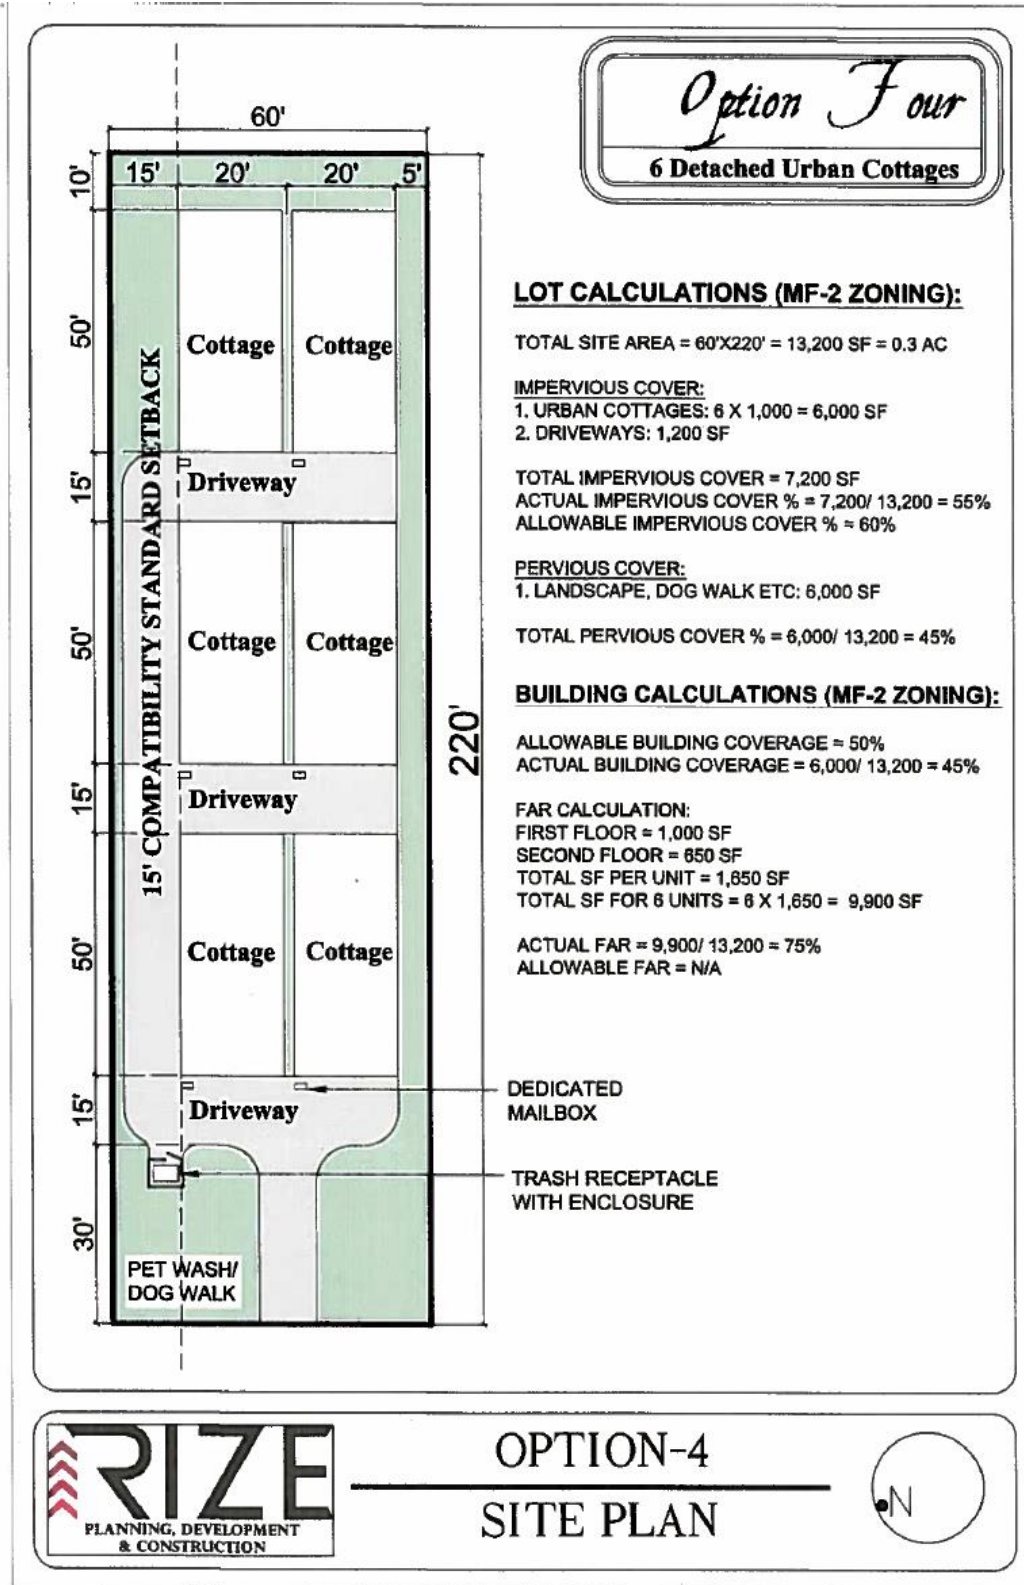 Option Four
6 Detached Urban Cottages
60'
15' 20' 20' 5'
10'
50'
15'
50'
15'
50'
15'
30'
220'
15' COMPATIBILITY STANDARD SETBACK
Cottage Cottage
Driveway
Cottage Cottage
Driveway
Cottage Cottage
Driveway
PET WASH/
DOG WALK
DEDICATED
MAILBOX
TRASH RECEPTACLE
WITH ENCLOSURE
LOT CALCULATIONS (MF-2 ZONING):
TOTAL SITE AREA = 60'X220' = 13,200 SF = 0.3 AC
IMPERVIOUS COVER:
1. URBAN COTTAGES: 6 X 1,000 = 6,000 SF
2. DRIVEWAYS: 1,200 SF
TOTAL IMPERVIOUS COVER = 7,200 SF
ACTUAL IMPERVIOUS COVER % = 7,200/ 13,200 = 55%
ALLOWABLE IMPERVIOUS COVER % = 60%
PERVIOUS COVER:
1. LANDSCAPE, DOG WALK ETC: 6,000 SF
TOTAL PERVIOUS COVER % = 6,000/ 13,200 = 45%
BUILDING CALCULATIONS (MF-2 ZONING):
ALLOWABLE BUILDING COVERAGE = 50%
ACTUAL BUILDING COVERAGE = 6,000/ 13,200 = 45%
FAR CALCULATION:
FIRST FLOOR = 1,000 SF
SECOND FLOOR = 650 SF
TOTAL SF PER UNIT = 1,650 SF
TOTAL SF FOR 6 UNITS = 6 X 1,650 = 9,900 SF
ACTUAL FAR = 9,900/ 13,200 = 75%
ALLOWABLE FAR = N/A
RIZE
PLANNING, DEVELOPMENT
& CONSTRUCTION
OPTION-4
SITE PLAN
N